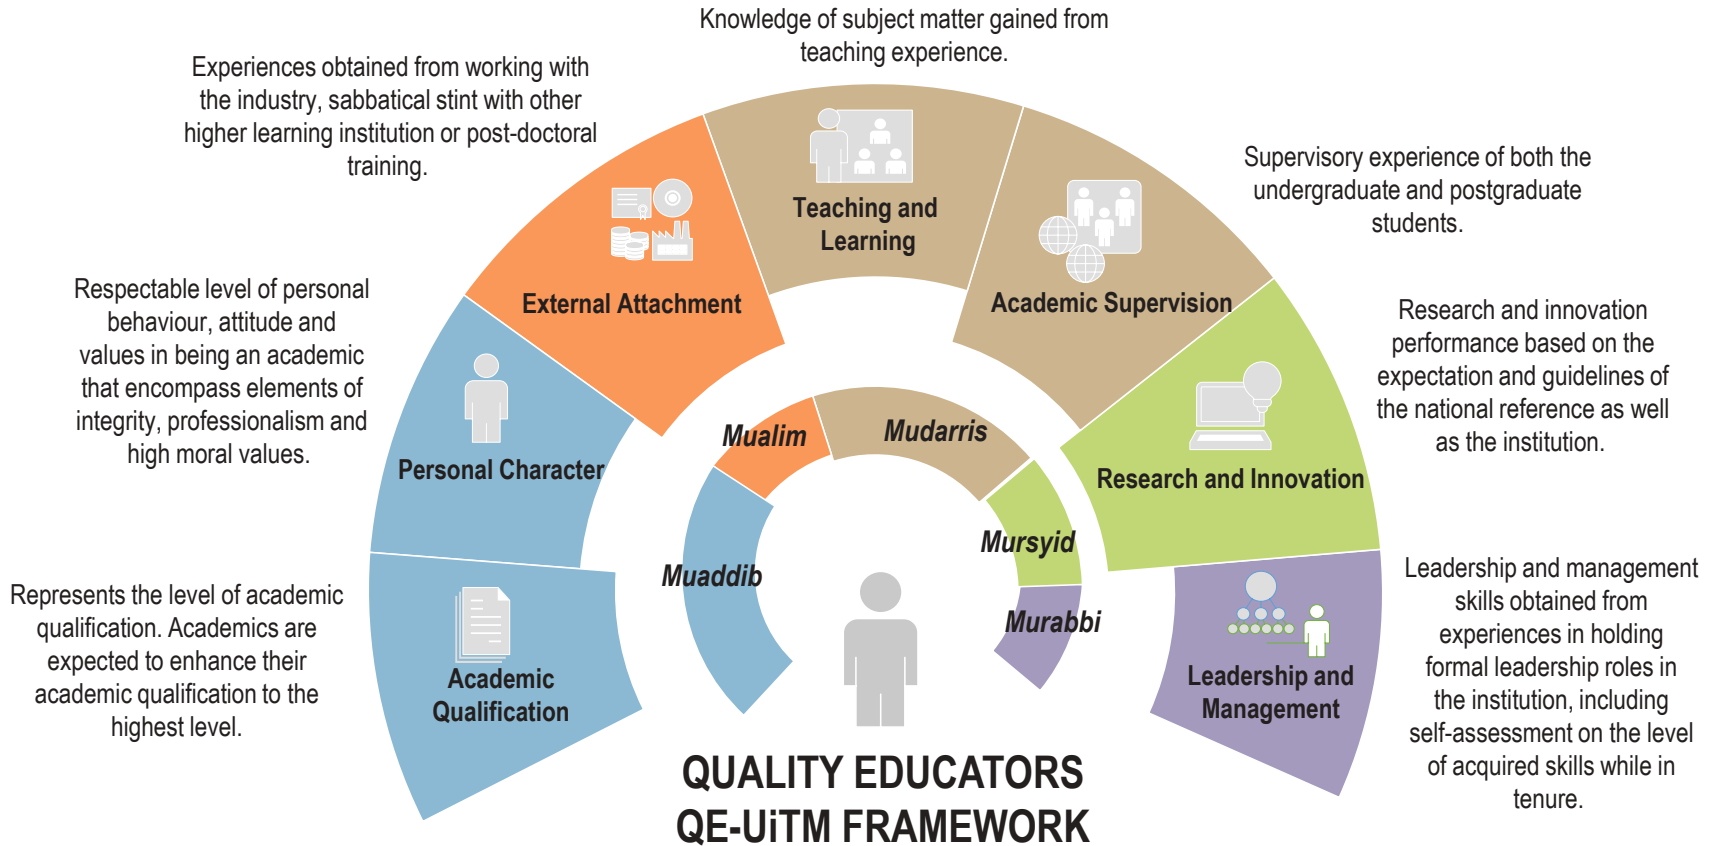 Knowledge of subject matter gained from
teaching experience.
Experiences obtained from working with
the industry, sabbatical stint with other
higher learning institution or post-doctoral
training.
Teaching and
Learning
Supervisory experience of both the
undergraduate and postgraduate
students.
External Attachment
Academic Supervision
Respectable level of personal
behaviour, attitude and
values in being an academic
that encompass elements of
integrity, professionalism and
high moral values.
Research and innovation
performance based on the
expectation and guidelines of
the national reference as well
as the institution.
Personal Character
Mualim
Mudarris
Research and Innovation
Muaddib
Mursyid
Murabbi
Represents the level of academic
qualification. Academics are
expected to enhance their
academic qualification to the
highest level.
Academic
Qualification
Leadership and
Management
Leadership and management
skills obtained from
experiences in holding
formal leadership roles in
the institution, including
self-assessment on the level
of acquired skills while in
tenure.
QUALITY EDUCATORS
QE-UiTM FRAMEWORK